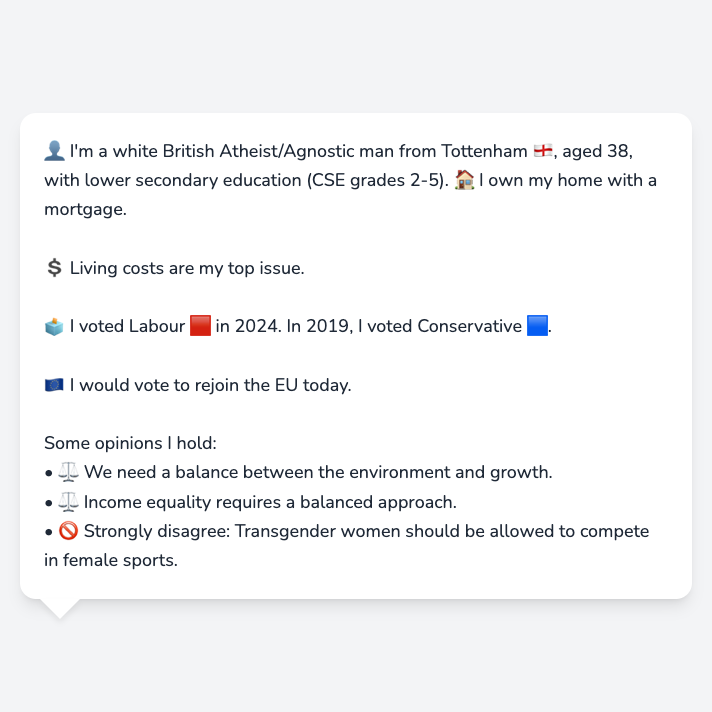 👤 I'm a white British Atheist/Agnostic man from Tottenham 🏴󠁧󠁢󠁥󠁮󠁧󠁿, aged 38,
with lower secondary education (CSE grades 2-5). 🏠 I own my home with a
mortgage.
💲 Living costs are my top issue.
🗳️ I voted Labour 🟥 in 2024. In 2019, I voted Conservative 🟦.
🇪🇺 I would vote to rejoin the EU today.
Some opinions I hold:
• ⚖️ We need a balance between the environment and growth.
• ⚖️ Income equality requires a balanced approach.
• 🚫 Strongly disagree: Transgender women should be allowed to compete
in female sports.